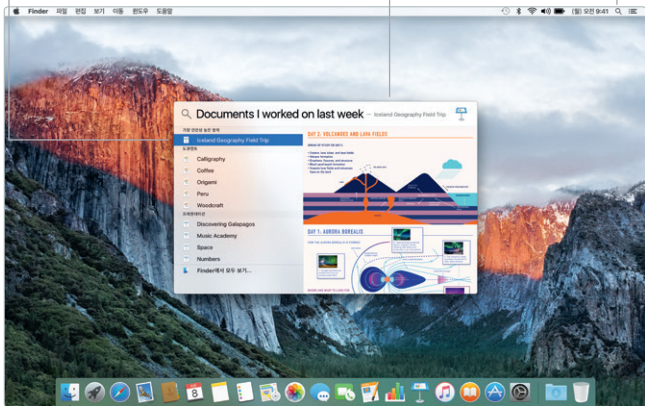 Finder 파일 편집 보기 이동 윈도우 도움말
(월) 오전 9:41
Documents I worked on last week — Iceland Geography Field Trip
가장 연관성 높은 항목
Iceland Geography Field Trip
도큐멘트
Calligraphy
Coffee
Origami
Peru
Woodcraft
프레젠테이션
Discovering Galapagos
Music Academy
Space
Numbers
Finder에서 모두 보기...
DAY 2: VOLCANOES AND LAVA FIELDS
DAY 1: AURORA BOREALIS
8